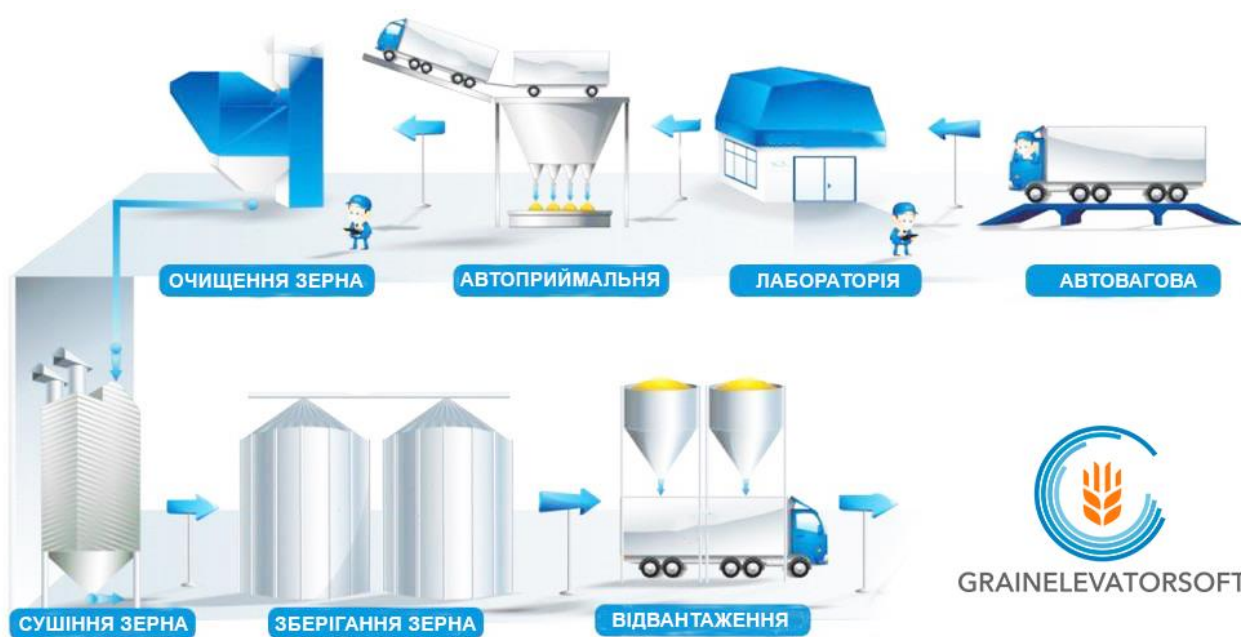 ОЧИЩЕННЯ ЗЕРНА
АВТОПРИЙМАЛЬНЯ
ЛАБОРАТОРІЯ
АВТОВАГОВА
СУШІННЯ ЗЕРНА
ЗБЕРІГАННЯ ЗЕРНА
ВІДВАНТАЖЕННЯ
GRAINELEVATORSOFT